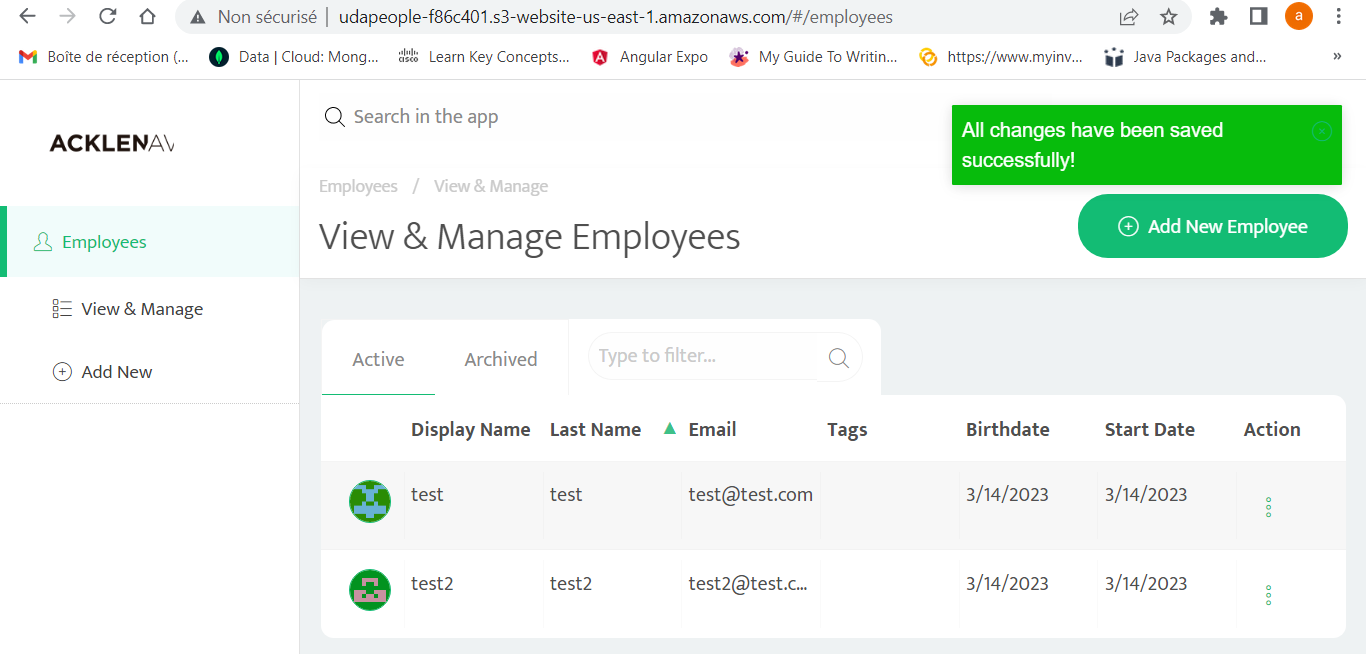 Non sécurisé | udapeople-f86c401.s3-website-us-east-1.amazonaws.com/#/employees
a
Boîte de réception (...
Data | Cloud: Mong...
Learn Key Concepts...
Angular Expo
My Guide To Writin...
https://www.myinv...
Java Packages and...
»
ACKLENAV
Search in the app
All changes have been saved
successfully!
Employees / View & Manage
View & Manage Employees
Add New Employee
Employees
View & Manage
Add New
Active
Archived
Type to filter...
Display Name Last Name ▲ Email Tags Birthdate Start Date Action
test test test@test.com 3/14/2023 3/14/2023
test2 test2 test2@test.c... 3/14/2023 3/14/2023